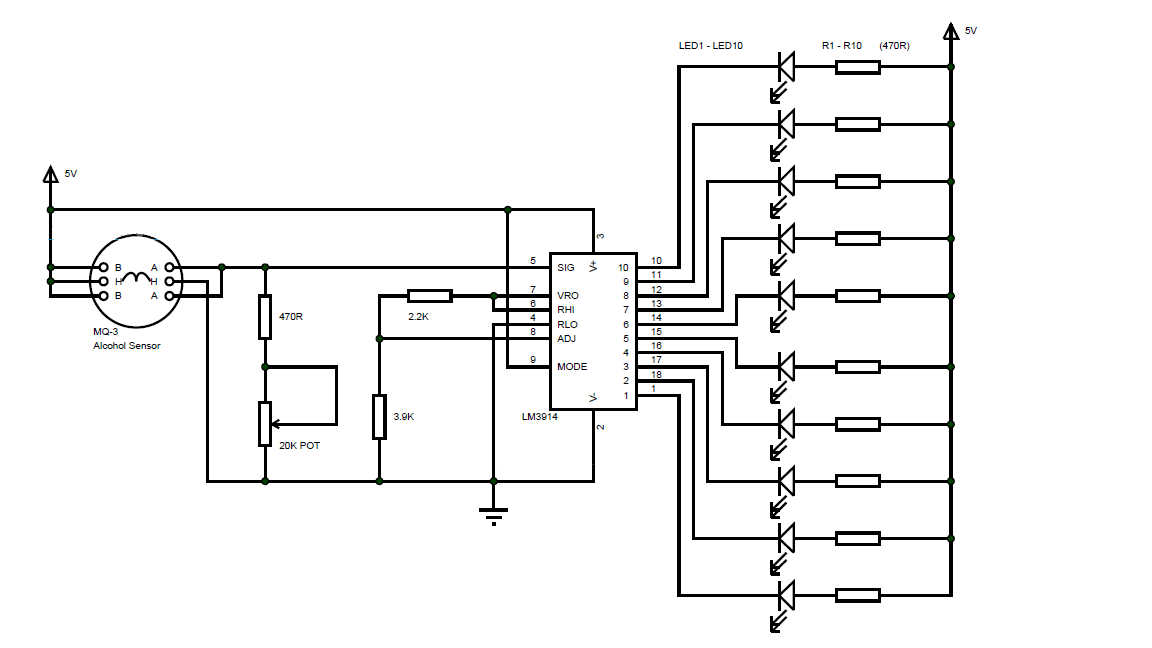 LED1 - LED10 R1 - R10 (470R) 5V
5V
3
B A 5 SIG V+ 10 10
H H 9 11
B A 7 VRO 8 12
6 RHI 7 13
4 RLO 6 14
8 ADJ 5 15
4 16
9 MODE 3 17
2 18
V- 1 1
MQ-3
Alcohol Sensor
470R
2.2K
3.9K
LM3914
2
20K POT